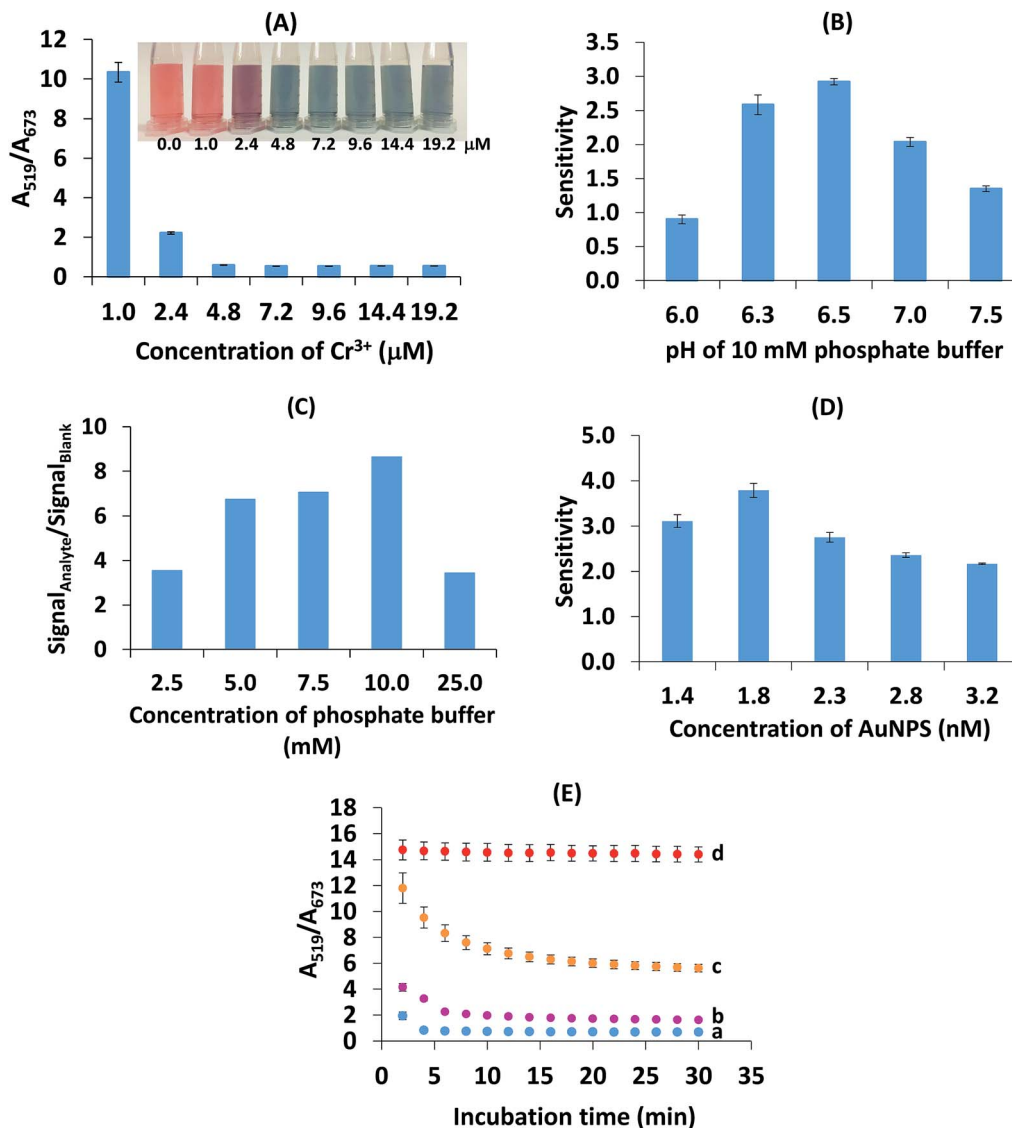 (A)
12
10
8
6
4
2
0
A519/A673
0.0 1.0 2.4 4.8 7.2 9.6 14.4 19.2 μM
1.0 2.4 4.8 7.2 9.6 14.4 19.2
Concentration of Cr³⁺ (μM)
(B)
3.5
3.0
2.5
2.0
1.5
1.0
0.5
0.0
Sensitivity
6.0 6.3 6.5 7.0 7.5
pH of 10 mM phosphate buffer
(C)
10
8
6
4
2
0
SignalAnalyte/SignalBlank
2.5 5.0 7.5 10.0 25.0
Concentration of phosphate buffer
(mM)
(D)
5.0
4.0
3.0
2.0
1.0
0.0
Sensitivity
1.4 1.8 2.3 2.8 3.2
Concentration of AuNPS (nM)
(E)
18
16
14
12
10
8
6
4
2
0
A519/A673
d
c
b
a
0 5 10 15 20 25 30 35
Incubation time (min)